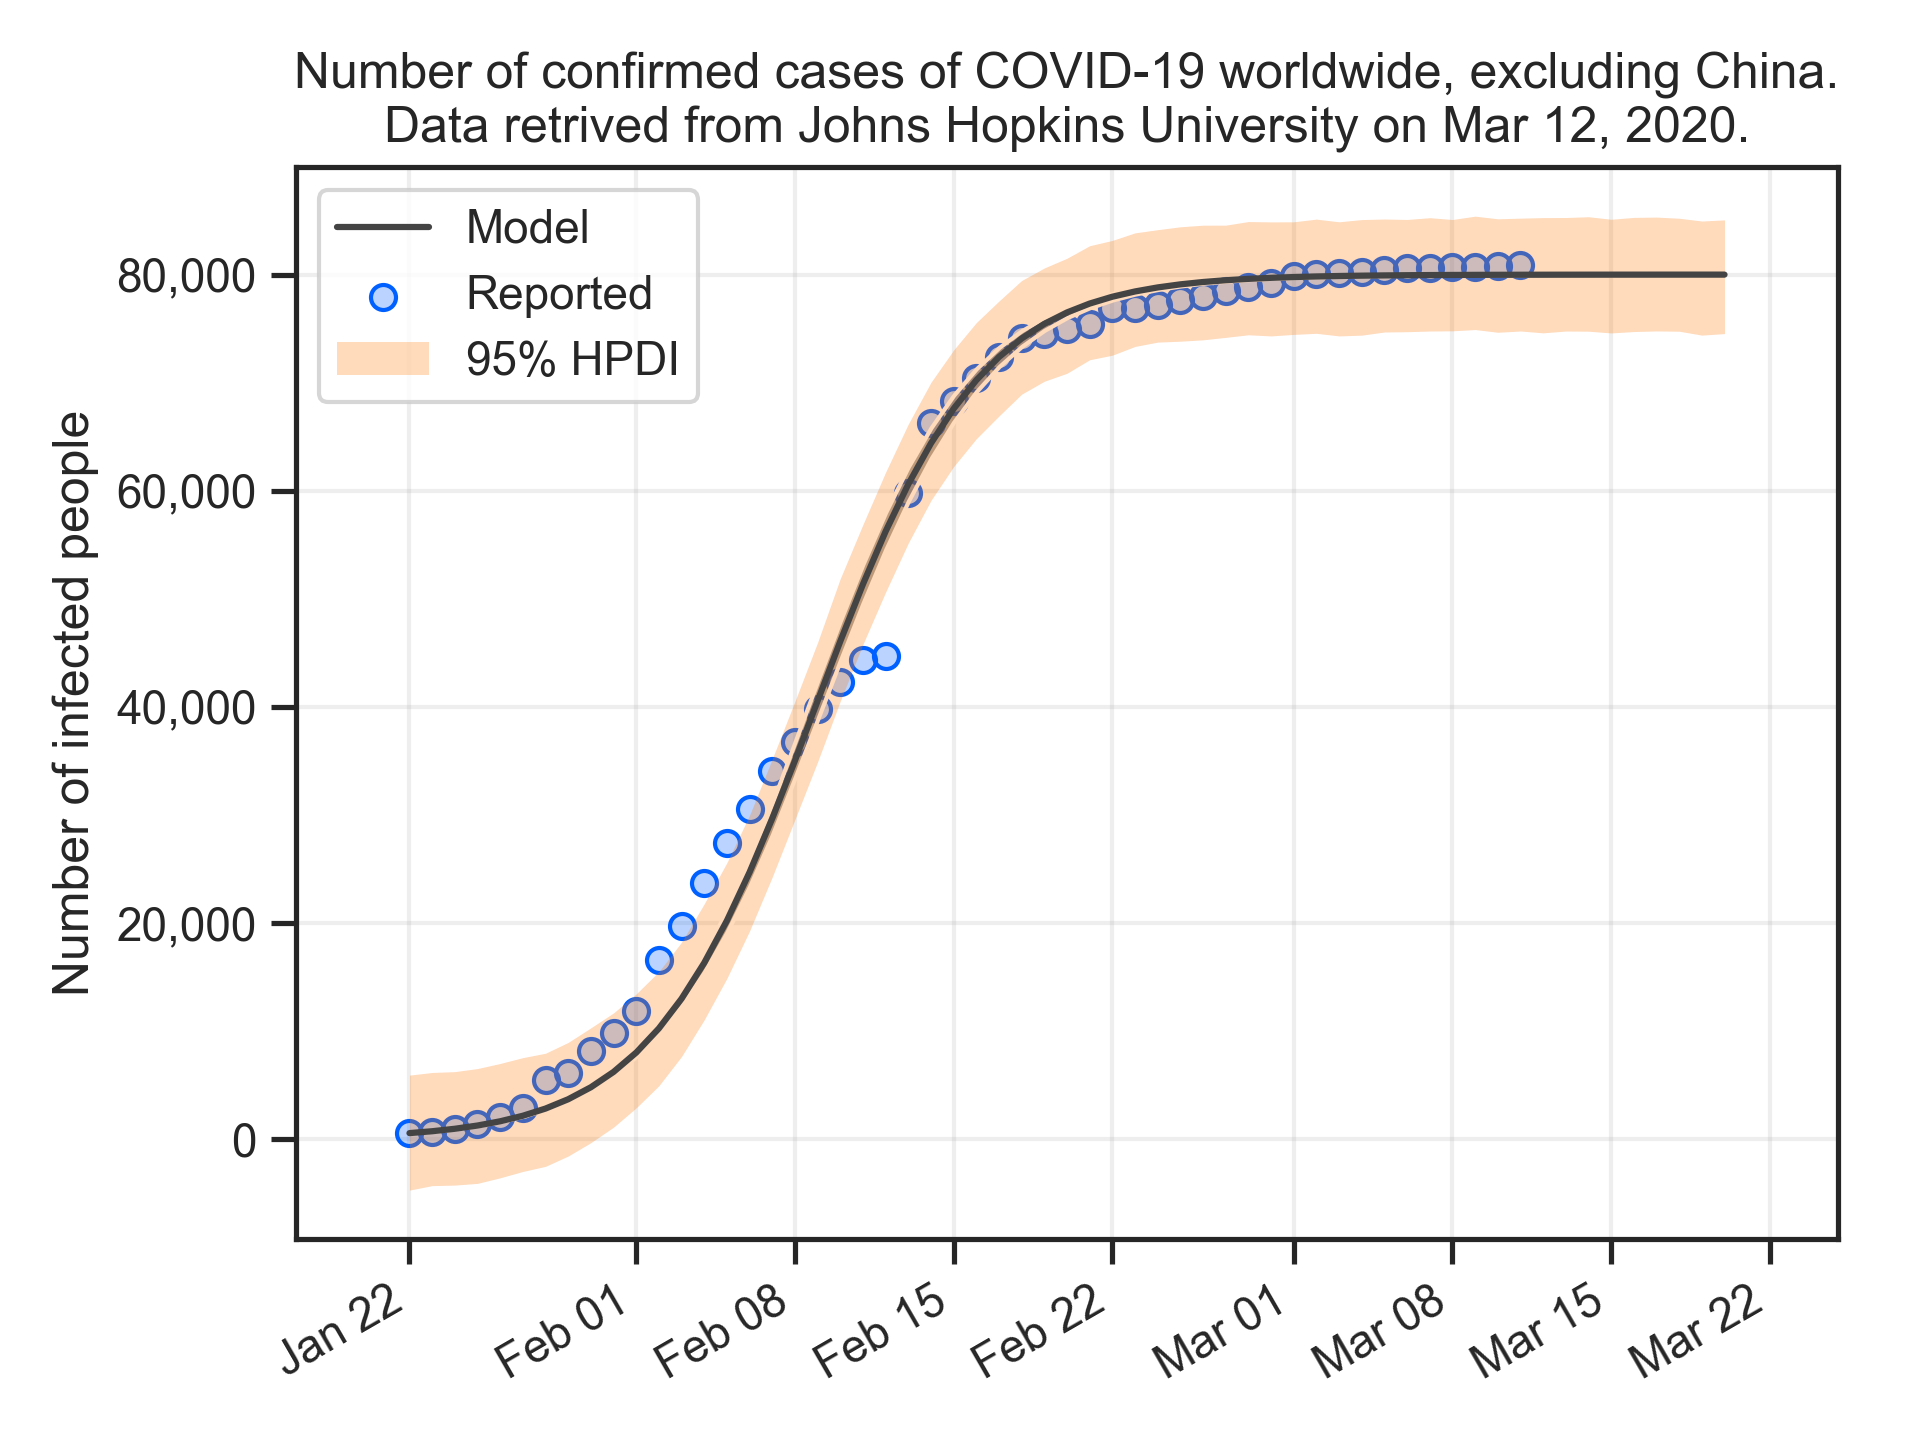 Number of confirmed cases of COVID-19 worldwide, excluding China.
Data retrived from Johns Hopkins University on Mar 12, 2020.
Model
Reported
95% HPDI
Number of infected people
80,000
60,000
40,000
20,000
0
Jan 22
Feb 01
Feb 08
Feb 15
Feb 22
Mar 01
Mar 08
Mar 15
Mar 22